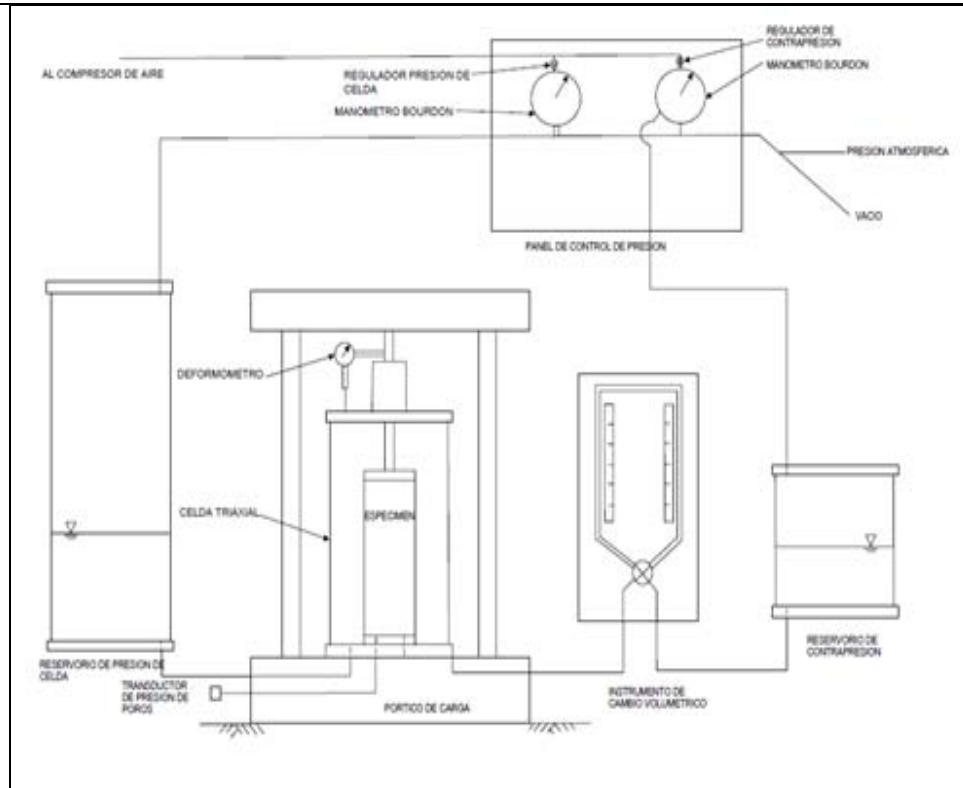 REGULADOR DE
CONTRAPRESION
AL COMPRESOR DE AIRE
REGULADOR PRESIÓN DE
CELDA
MANOMETRO BOURDON
MANOMETRO BOURDON
PRESION ATMOSFERICA
VACIO
PANEL DE CONTROL DE PRESION
DEFORMOMETRO
CELDA TRIAXIAL
ESPECIMEN
RESERVORIO DE PRESION DE
CELDA
TRANSDUCTOR
DE PRESION DE
POROS
PORTICO DE CARGA
INSTRUMENTO DE
CAMBIO VOLUMETRICO
RESERVORIO DE
CONTRAPRESION